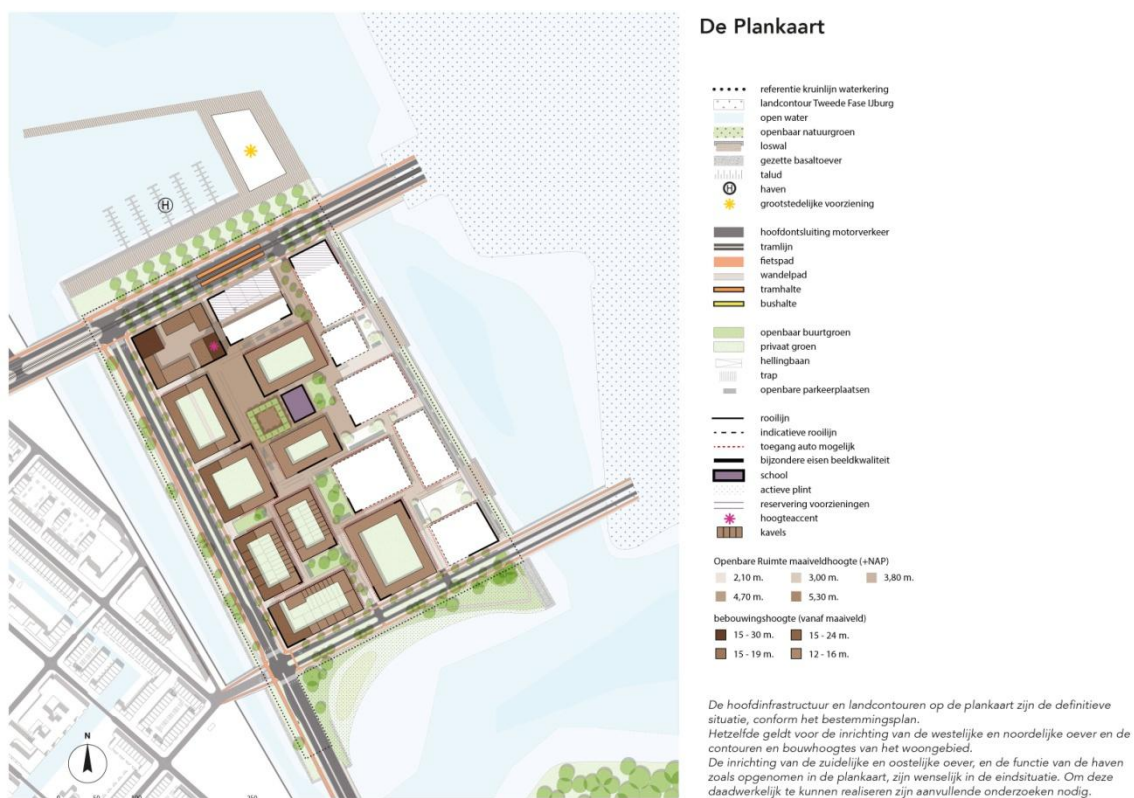 De Plankaart
referentie kruinlijn waterkering
landcontour Tweede Fase IJburg
open water
openbaar natuurgroen
loswal
gezette basaltoever
talud
H haven
grootstedelijke voorziening
hoofdontsluiting motorverkeer
tramlijn
fietspad
wandelpad
tramhalte
bushalte
openbaar buurtgroen
privaat groen
hellingbaan
trap
openbare parkeerplaatsen
rooilijn
indicatieve rooilijn
toegang auto mogelijk
bijzondere eisen beeldkwaliteit
school
actieve plint
reservering voorzieningen
hoogteaccent
kavels
Openbare Ruimte maaiveldhoogte (+NAP)
2,10 m. 3,00 m. 3,80 m.
4,70 m. 5,30 m.
bebouwingshoogte (vanaf maaiveld)
15 - 30 m. 15 - 24 m.
15 - 19 m. 12 - 16 m.
De hoofdinfrastructuur en landcontouren op de plankaart zijn de definitieve
situatie, conform het bestemmingsplan.
Hetzelfde geldt voor de inrichting van de westelijke en noordelijke oever en de
contouren en bouwhoogtes van het woongebied.
De inrichting van de zuidelijke en oostelijke oever, en de functie van de haven
zoals opgenomen in de plankaart, zijn wenselijk in de eindsituatie. Om deze
daadwerkelijk te kunnen realiseren zijn aanvullende onderzoeken nodig.
H
N
0 50 100 250